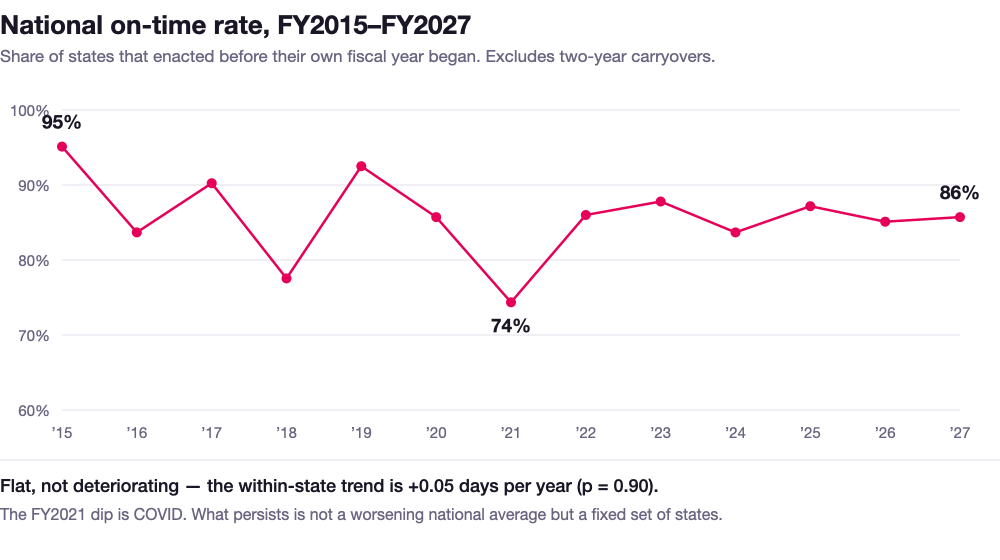 National on-time rate, FY2015–FY2027
Share of states that enacted before their own fiscal year began. Excludes two-year carryovers.
100%
95%
90%
86%
80%
74%
70%
60%
’15 ’16 ’17 ’18 ’19 ’20 ’21 ’22 ’23 ’24 ’25 ’26 ’27
Flat, not deteriorating — the within-state trend is +0.05 days per year (p = 0.90).
The FY2021 dip is COVID. What persists is not a worsening national average but a fixed set of states.